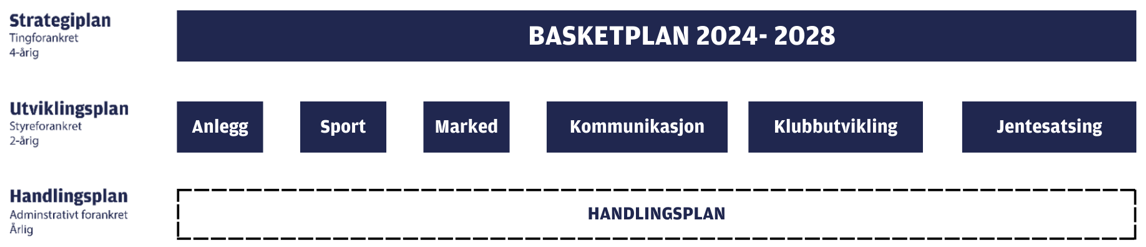 Strategiplan
Tingforankret
4-årig
BASKETPLAN 2024- 2028
Utviklingsplan
Styreforankret
2-årig
Anlegg
Sport
Marked
Kommunikasjon
Klubbutvikling
Jentesatsing
Handlingsplan
Adminstrativt forankret
Årlig
HANDLINGSPLAN